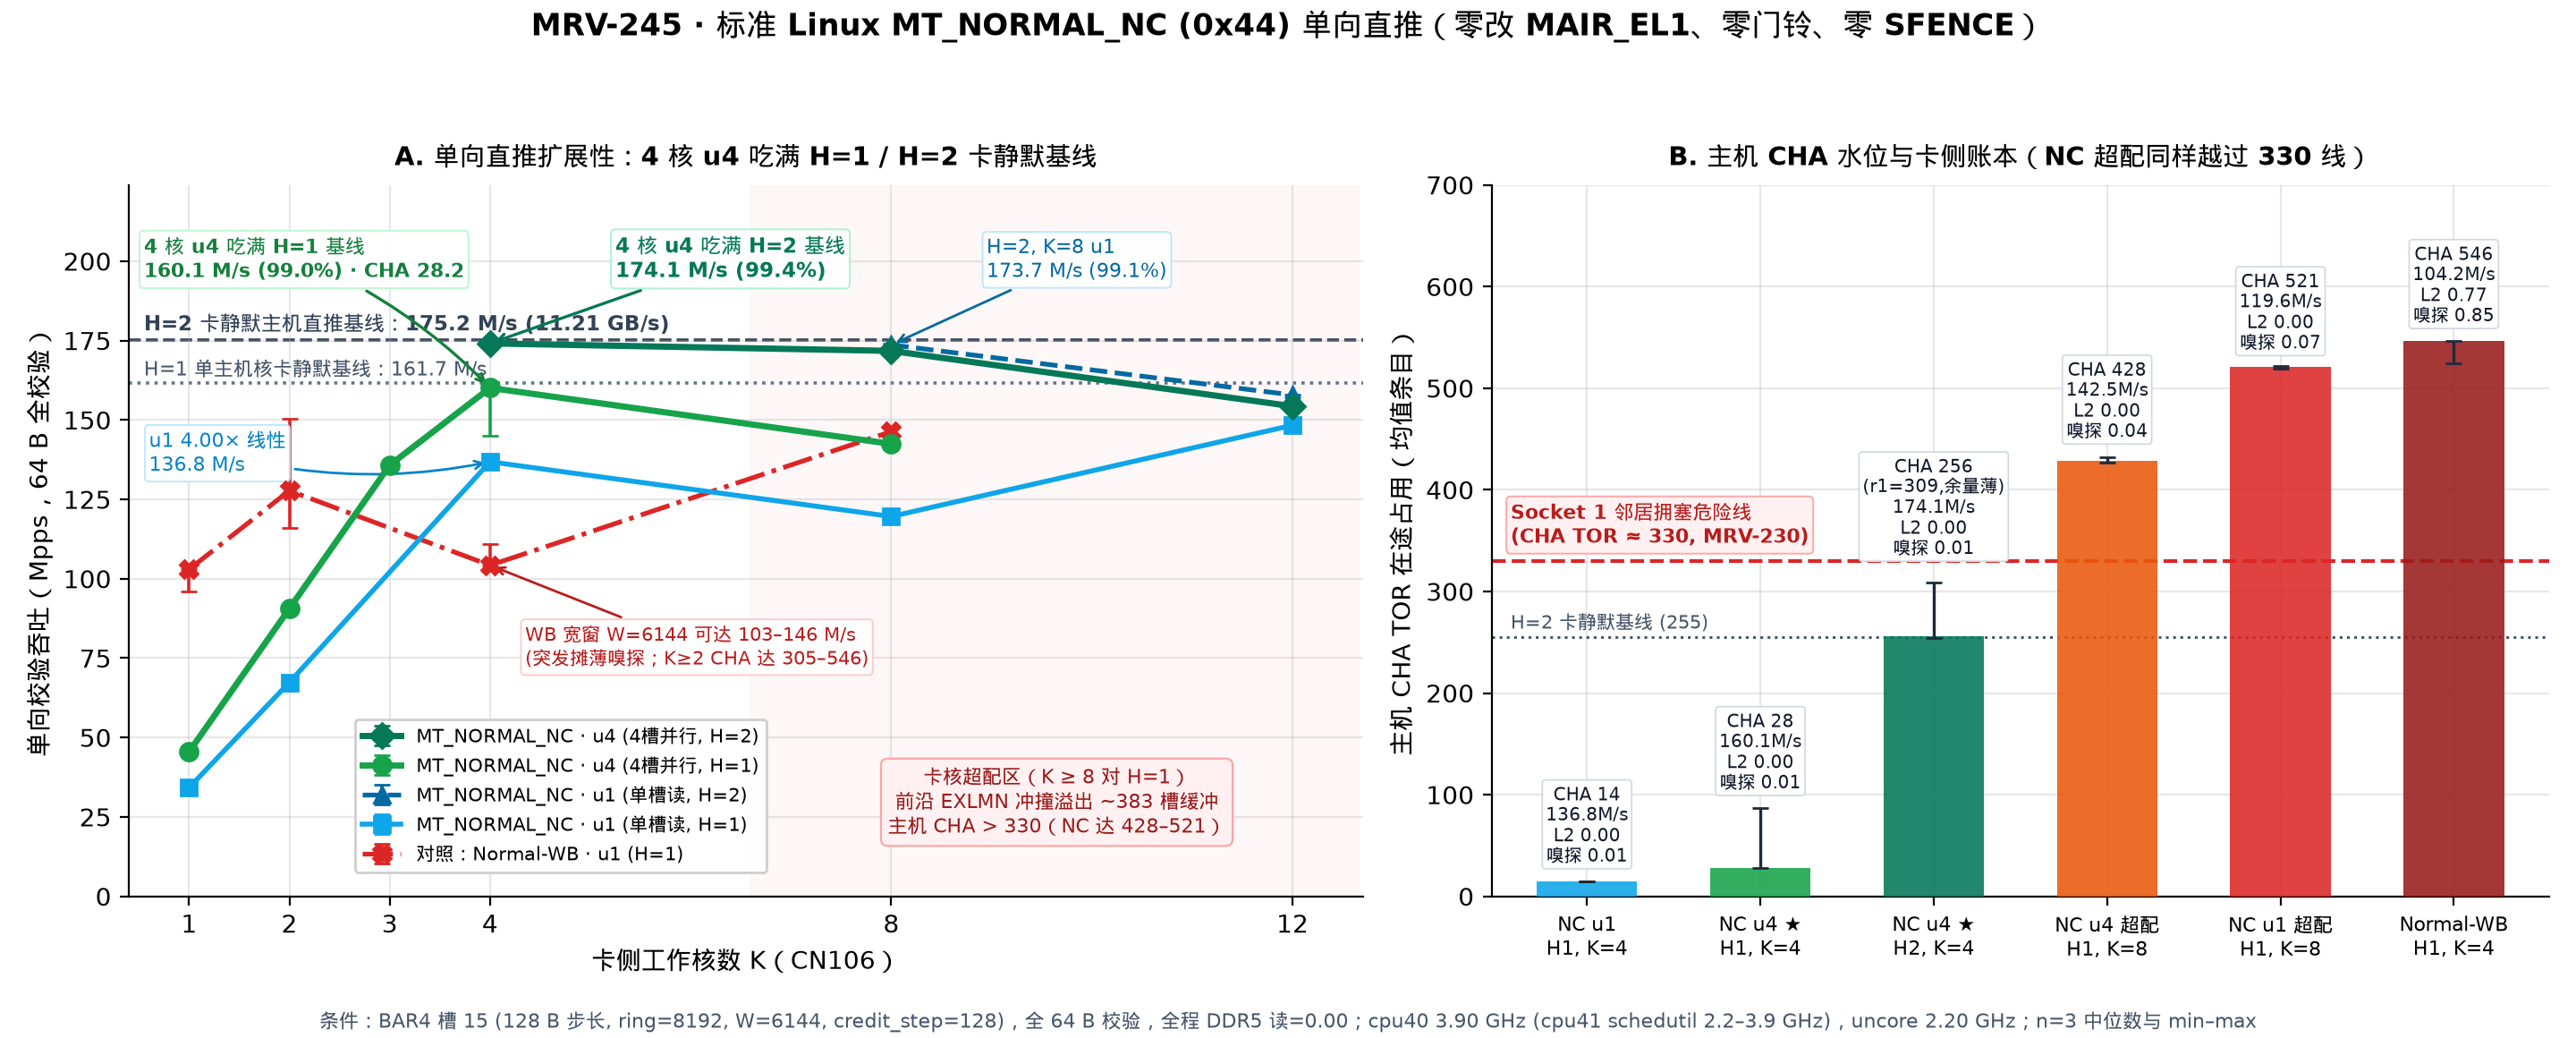 MRV-245 · 标准 Linux MT_NORMAL_NC (0x44) 单向直推（零改 MAIR_EL1、零门铃、零 SFENCE）
A. 单向直推扩展性：4 核 u4 吃满 H=1 / H=2 卡静默基线
单向校验吞吐（Mpps，64 B 全校验）
200
175
150
125
100
75
50
25
0
4 核 u4 吃满 H=1 基线
160.1 M/s (99.0%) · CHA 28.2
4 核 u4 吃满 H=2 基线
174.1 M/s (99.4%)
H=2, K=8 u1
173.7 M/s (99.1%)
H=2 卡静默主机直推基线：175.2 M/s (11.21 GB/s)
H=1 单主机核卡静默基线：161.7 M/s
u1 4.00× 线性
136.8 M/s
WB 宽窗 W=6144 可达 103–146 M/s
(突发摊薄嗅探；K≥2 CHA 达 305–546)
MT_NORMAL_NC · u4 (4槽并行, H=2)
MT_NORMAL_NC · u4 (4槽并行, H=1)
MT_NORMAL_NC · u1 (单槽读, H=2)
MT_NORMAL_NC · u1 (单槽读, H=1)
对照：Normal-WB · u1 (H=1)
卡核超配区（K ≥ 8 对 H=1）
前沿 EXLMN 冲撞溢出 ~383 槽缓冲
主机 CHA > 330（NC 达 428–521）
1 2 3 4 8 12
卡侧工作核数 K（CN106）
B. 主机 CHA 水位与卡侧账本（NC 超配同样越过 330 线）
主机 CHA TOR 在途占用（均值条目）
700
600
500
400
300
200
100
0
Socket 1 邻居拥塞危险线
(CHA TOR ≈ 330, MRV-230)
H=2 卡静默基线 (255)
CHA 14
136.8M/s
L2 0.00
嗅探 0.01
CHA 28
160.1M/s
L2 0.00
嗅探 0.01
CHA 256
(r1=309,余量薄)
174.1M/s
L2 0.00
嗅探 0.01
CHA 428
142.5M/s
L2 0.00
嗅探 0.04
CHA 521
119.6M/s
L2 0.00
嗅探 0.07
CHA 546
104.2M/s
L2 0.77
嗅探 0.85
NC u1
H1, K=4
NC u4 ★
H1, K=4
NC u4 ★
H2, K=4
NC u4 超配
H1, K=8
NC u1 超配
H1, K=8
Normal-WB
H1, K=4
条件：BAR4 槽 15 (128 B 步长, ring=8192, W=6144, credit_step=128)，全 64 B 校验，全程 DDR5 读=0.00；cpu40 3.90 GHz (cpu41 schedutil 2.2–3.9 GHz)，uncore 2.20 GHz；n=3 中位数与 min–max